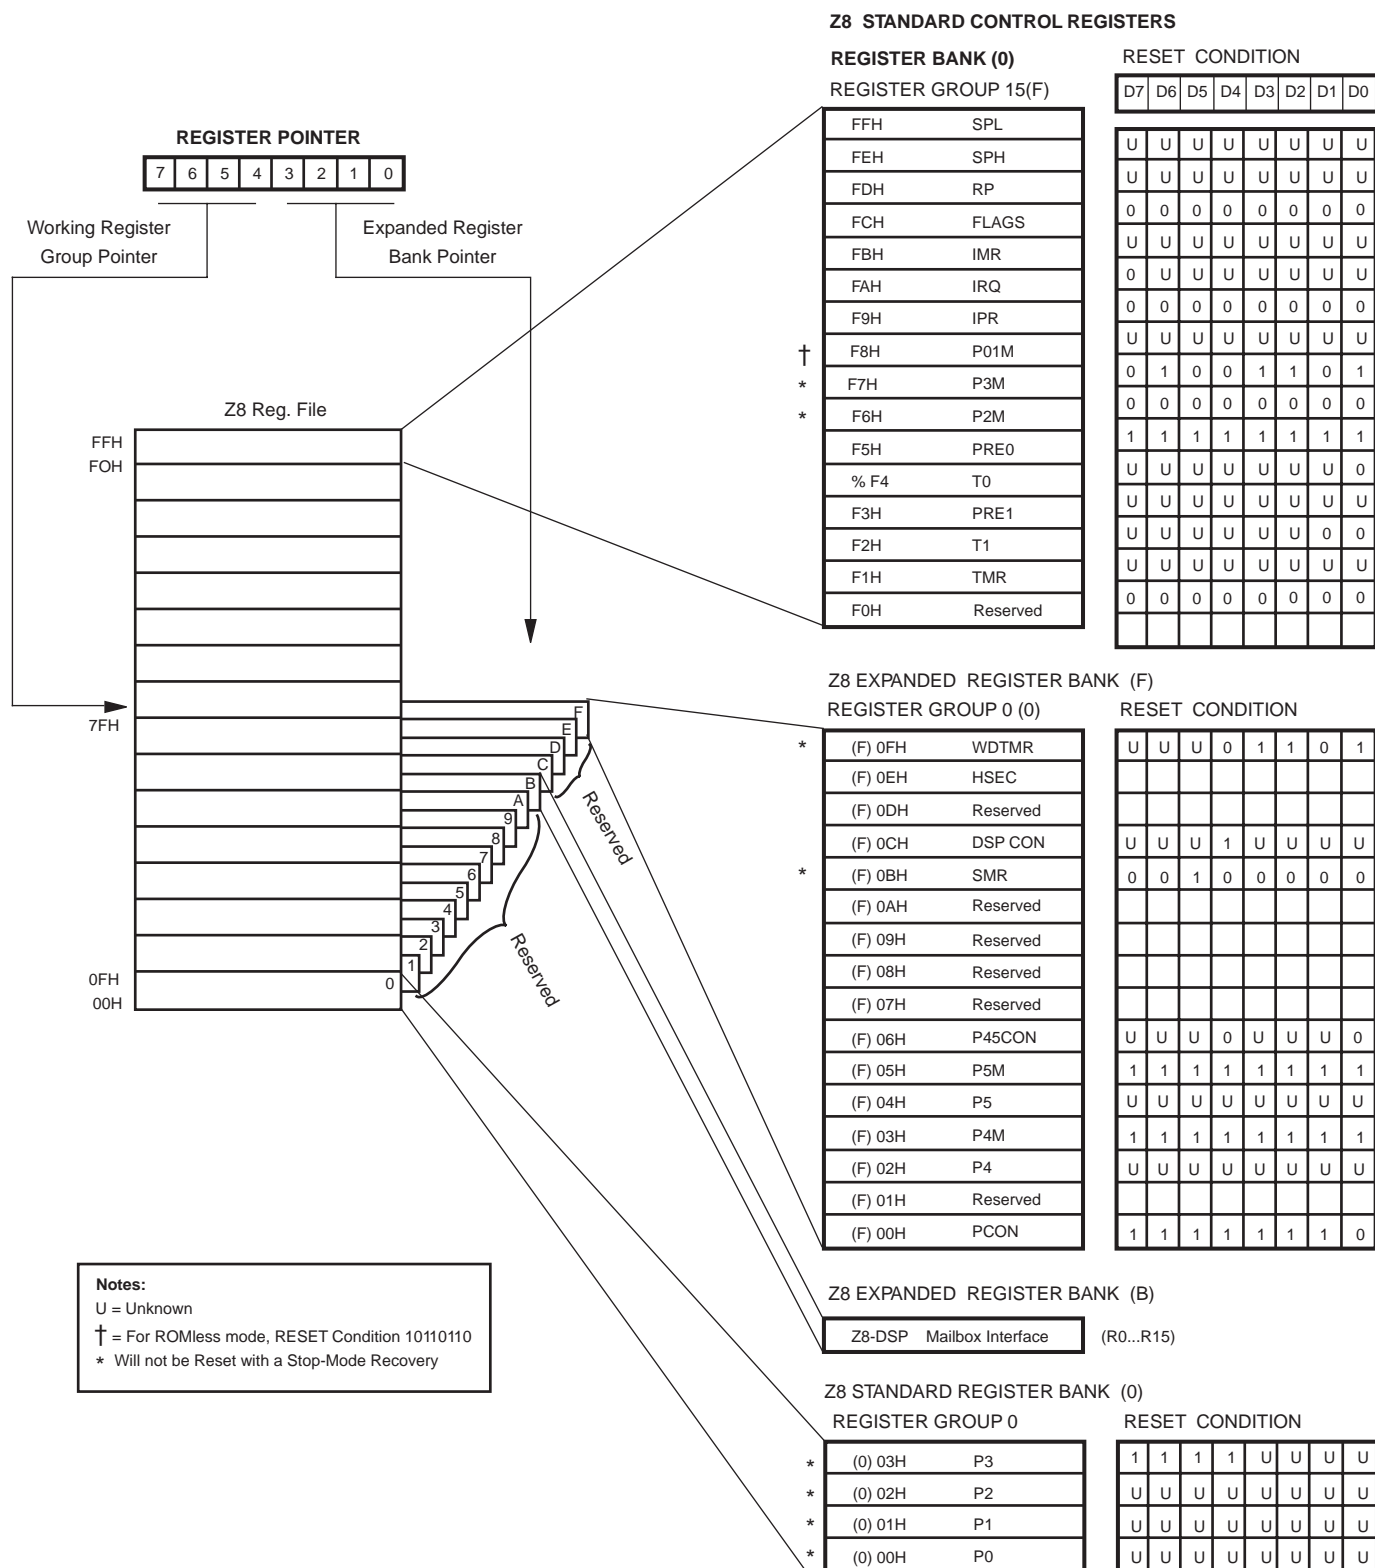 Z8 STANDARD CONTROL REGISTERS
REGISTER BANK (0)
RESET CONDITION
REGISTER GROUP 15(F)
D7 D6 D5 D4 D3 D2 D1 D0
FFH SPL
U U U U U U U U
FEH SPH
U U U U U U U U
FDH RP
0 0 0 0 0 0 0 0
FCH FLAGS
U U U U U U U U
FBH IMR
0 U U U U U U U
FAH IRQ
0 0 0 0 0 0 0 0
F9H IPR
U U U U U U U U
† F8H P01M
0 1 0 0 1 1 0 1
* F7H P3M
0 0 0 0 0 0 0 0
* F6H P2M
1 1 1 1 1 1 1 1
F5H PRE0
U U U U U U U 0
% F4 T0
U U U U U U U U
F3H PRE1
U U U U U U 0 0
F2H T1
U U U U U U U U
F1H TMR
0 0 0 0 0 0 0 0
F0H Reserved
REGISTER POINTER
7 6 5 4 3 2 1 0
Working Register
Group Pointer
Expanded Register
Bank Pointer
Z8 Reg. File
FFH
FOH
7FH
0FH
00H
F
E
D
C
B
A
9
8
7
6
5
4
3
2
1
0
Reserved
Reserved
Z8 EXPANDED REGISTER BANK (F)
REGISTER GROUP 0 (0)
RESET CONDITION
* (F) 0FH WDTMR U U U 0 1 1 0 1
(F) 0EH HSEC
(F) 0DH Reserved
(F) 0CH DSP CON U U U 1 U U U U
* (F) 0BH SMR 0 0 1 0 0 0 0 0
(F) 0AH Reserved
(F) 09H Reserved
(F) 08H Reserved
(F) 07H Reserved
(F) 06H P45CON U U U 0 U U U 0
(F) 05H P5M 1 1 1 1 1 1 1 1
(F) 04H P5 U U U U U U U U
(F) 03H P4M 1 1 1 1 1 1 1 1
(F) 02H P4 U U U U U U U U
(F) 01H Reserved
(F) 00H PCON 1 1 1 1 1 1 1 0
Z8 EXPANDED REGISTER BANK (B)
Z8-DSP Mailbox Interface (R0...R15)
Z8 STANDARD REGISTER BANK (0)
REGISTER GROUP 0
RESET CONDITION
* (0) 03H P3 1 1 1 1 U U U U
* (0) 02H P2 U U U U U U U U
* (0) 01H P1 U U U U U U U U
* (0) 00H P0 U U U U U U U U
Notes:
U = Unknown
† = For ROMless mode, RESET Condition 10110110
* Will not be Reset with a Stop-Mode Recovery